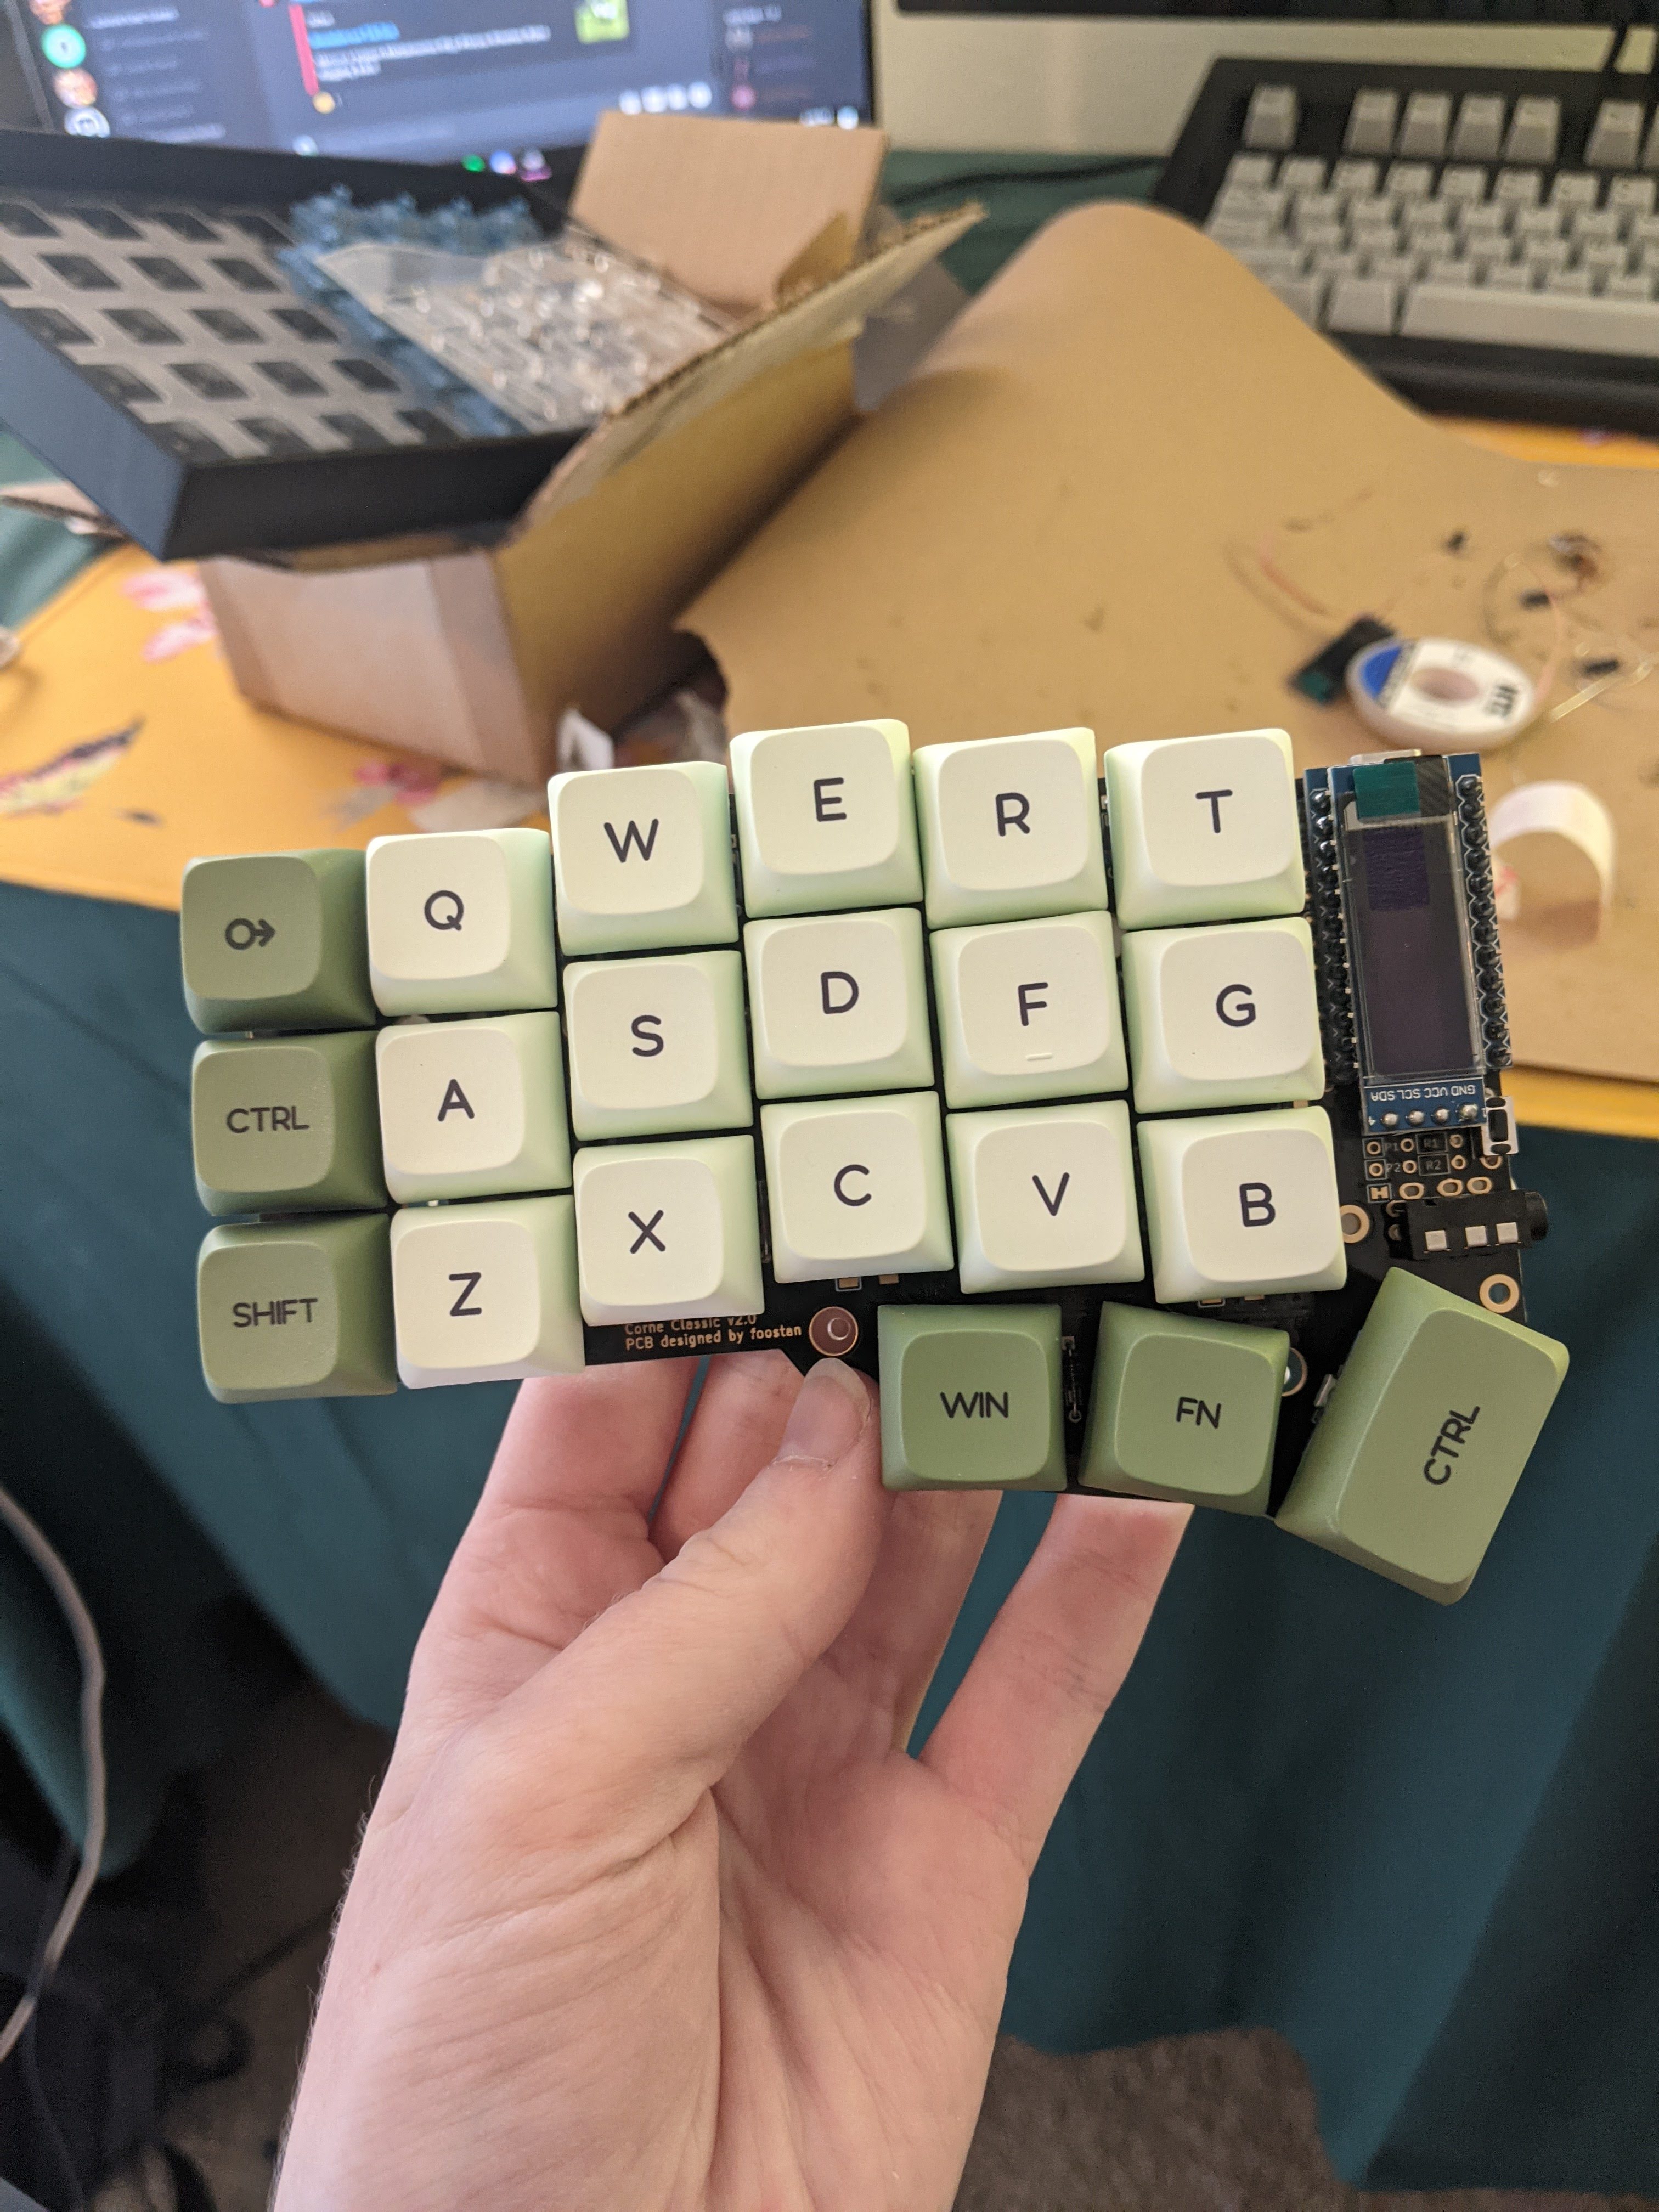 W E R T
Q
S D F G
CTRL A
X C V B
SHIFT Z
GND VCC SCL SDA
P1 R1
P2 R2
Corne Classic v2.0
PCB designed by foostan
WIN FN CTRL